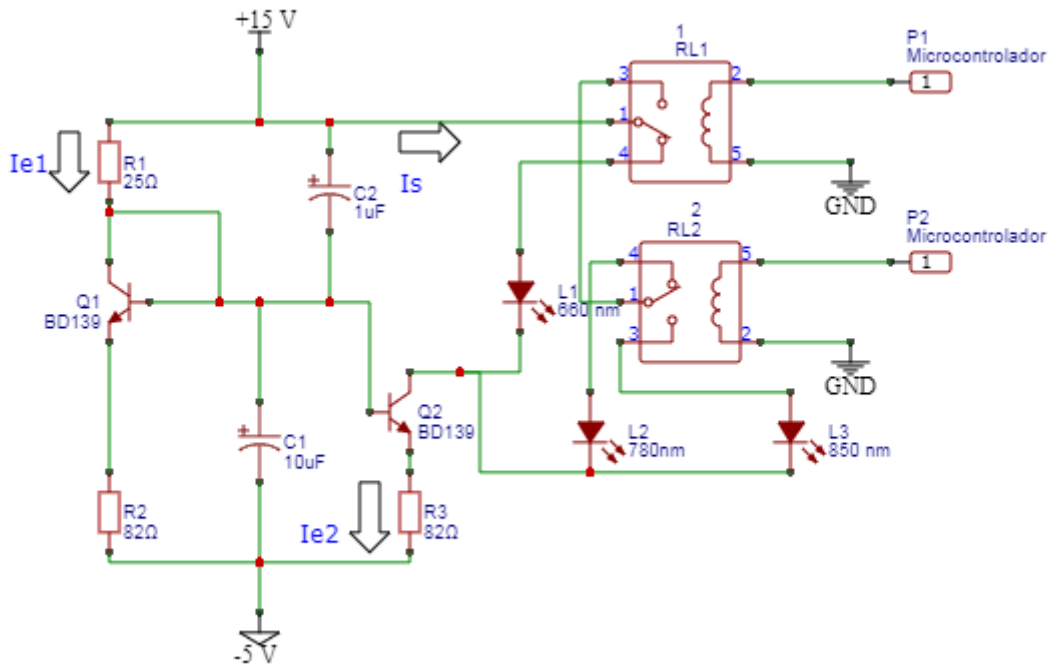 +15 V
Ie1
R1
25Ω
Is
C2
1uF
Q1
BD139
C1
10uF
R2
82Ω
Ie2
R3
82Ω
-5 V
Q2
BD139
1
RL1
3
1
4
2
5
P1
Microcontrolador
1
GND
L1
660 nm
2
RL2
4
1
3
5
2
P2
Microcontrolador
1
GND
L2
780nm
L3
850 nm